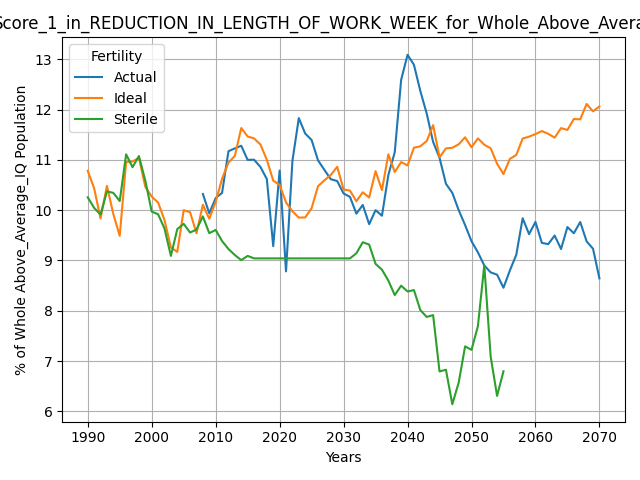 Score_1_in_REDUCTION_IN_LENGTH_OF_WORK_WEEK_for_Whole_Above_Avera
Fertility
Actual
Ideal
Sterile
% of Whole Above_Average_IQ Population
13
12
11
10
9
8
7
6
1990 2000 2010 2020 2030 2040 2050 2060 2070
Years